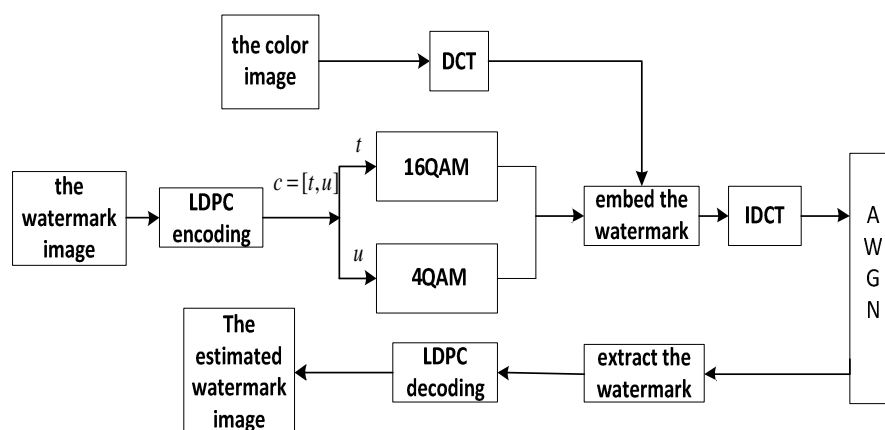 the color
image
DCT
t
16QAM
c = [t, u]
the
watermark
image
LDPC
encoding
u
4QAM
embed the
watermark
IDCT
A
W
G
N
The
estimated
watermark
image
LDPC
decoding
extract the
watermark